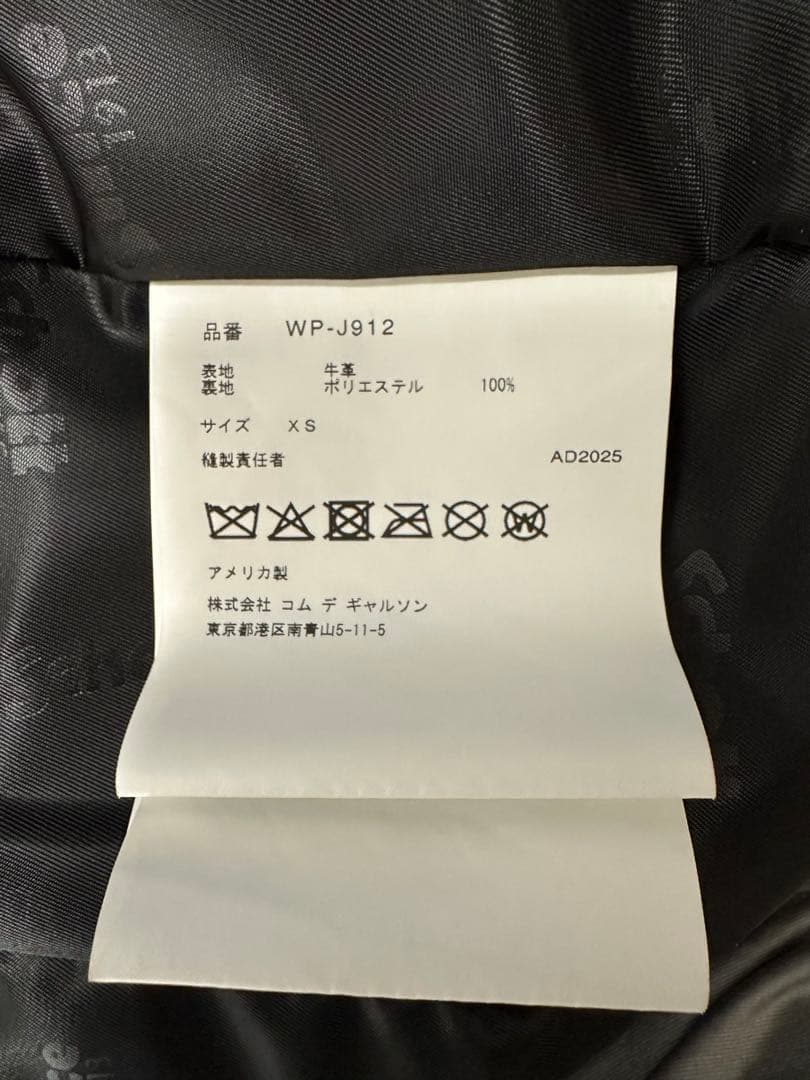 品番 WP-J912
表地 牛革
裏地 ポリエステル 100%
サイズ XS
縫製責任者 AD2025
アメリカ製
株式会社 コム デ ギャルソン
東京都港区南青山5-11-5